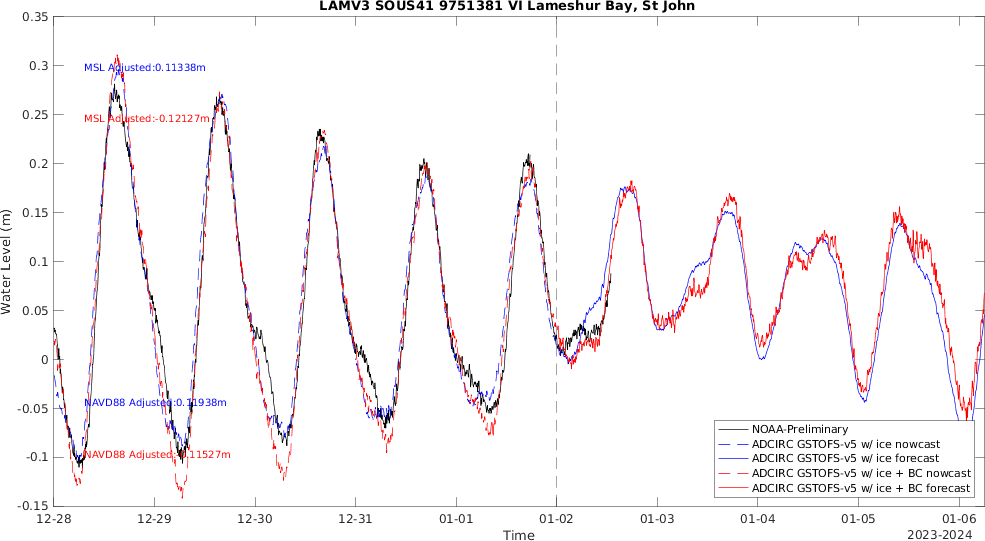 LAMV3 SOUS41 9751381 VI Lameshur Bay, St John
0.35
0.3
0.25
0.2
0.15
0.1
0.05
0
-0.05
-0.1
-0.15
Water Level (m)
MSL Adjusted:0.11338m
MSL Adjusted:-0.12127m
NAVD88 Adjusted:0.11938m
NAVD88 Adjusted:-0.11527m
NOAA-Preliminary
ADCIRC GSTOFS-v5 w/ ice nowcast
ADCIRC GSTOFS-v5 w/ ice forecast
ADCIRC GSTOFS-v5 w/ ice + BC nowcast
ADCIRC GSTOFS-v5 w/ ice + BC forecast
12-28 12-29 12-30 12-31 01-01 01-02 01-03 01-04 01-05 01-06
Time
2023-2024